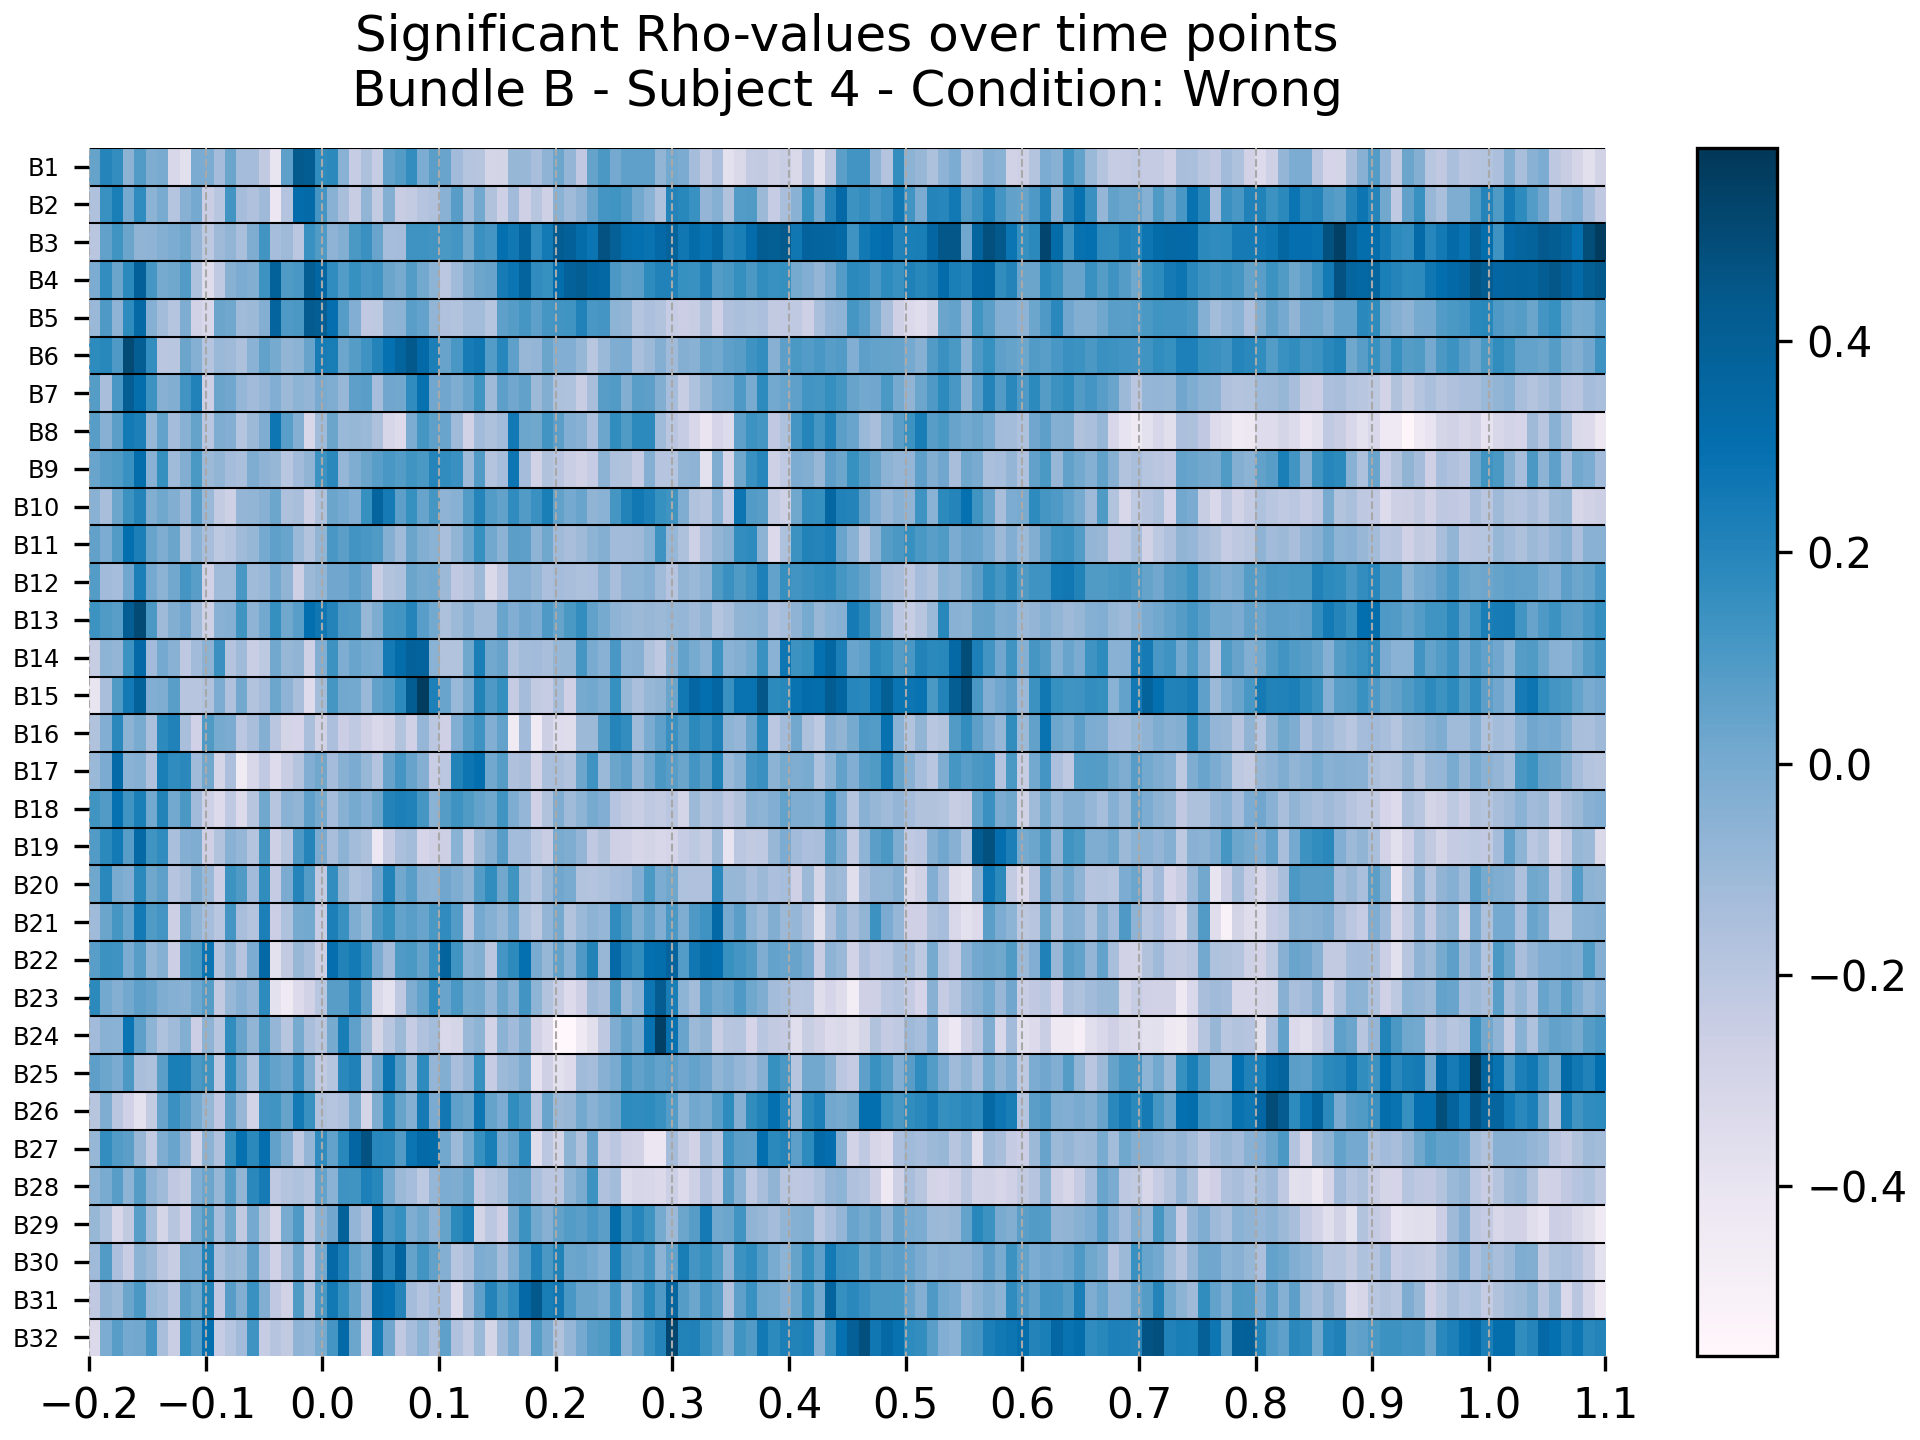 Significant Rho-values over time points
Bundle B - Subject 4 - Condition: Wrong
B1
B2
B3
B4
B5
B6
B7
B8
B9
B10
B11
B12
B13
B14
B15
B16
B17
B18
B19
B20
B21
B22
B23
B24
B25
B26
B27
B28
B29
B30
B31
B32
−0.2 −0.1 0.0 0.1 0.2 0.3 0.4 0.5 0.6 0.7 0.8 0.9 1.0 1.1
0.4
0.2
0.0
−0.2
−0.4